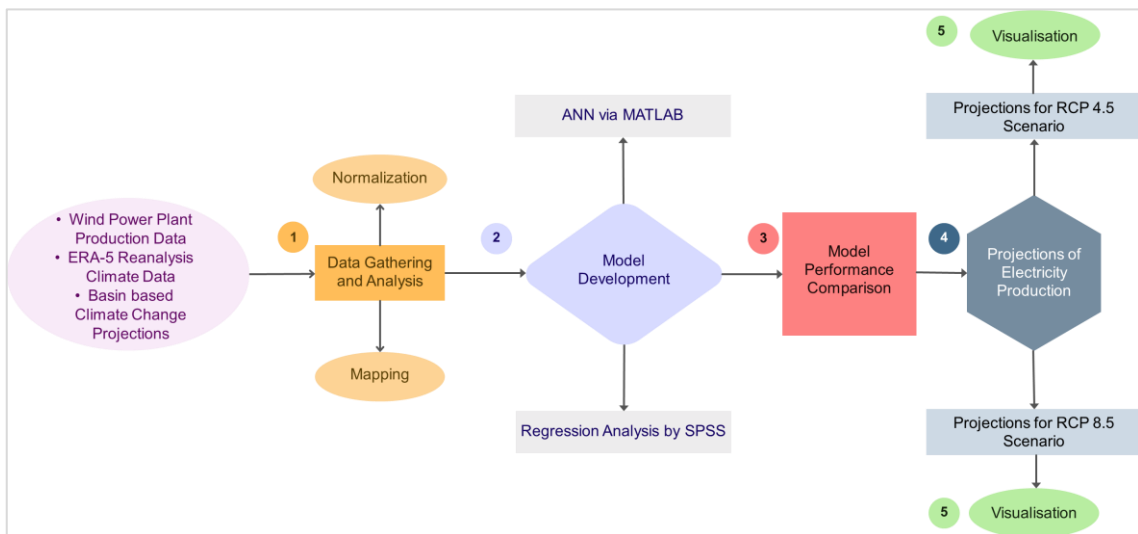 5
Visualisation
Projections for RCP 4.5
Scenario
ANN via MATLAB
Normalization
• Wind Power Plant
Production Data
• ERA-5 Reanalysis
Climate Data
• Basin based
Climate Change
Projections
1
Data Gathering
and Analysis
Mapping
2
Model
Development
Regression Analysis by SPSS
3
Model
Performance
Comparison
4
Projections of
Electricity
Production
Projections for RCP 8.5
Scenario
5
Visualisation